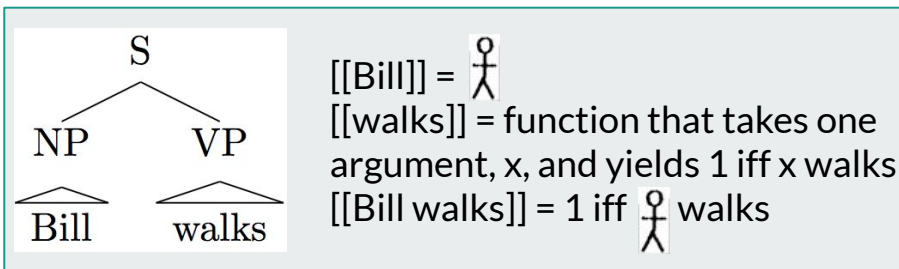 S
NP VP
Bill walks
[[Bill]] =
[[walks]] = function that takes one
argument, x, and yields 1 iff x walks
[[Bill walks]] = 1 iff walks